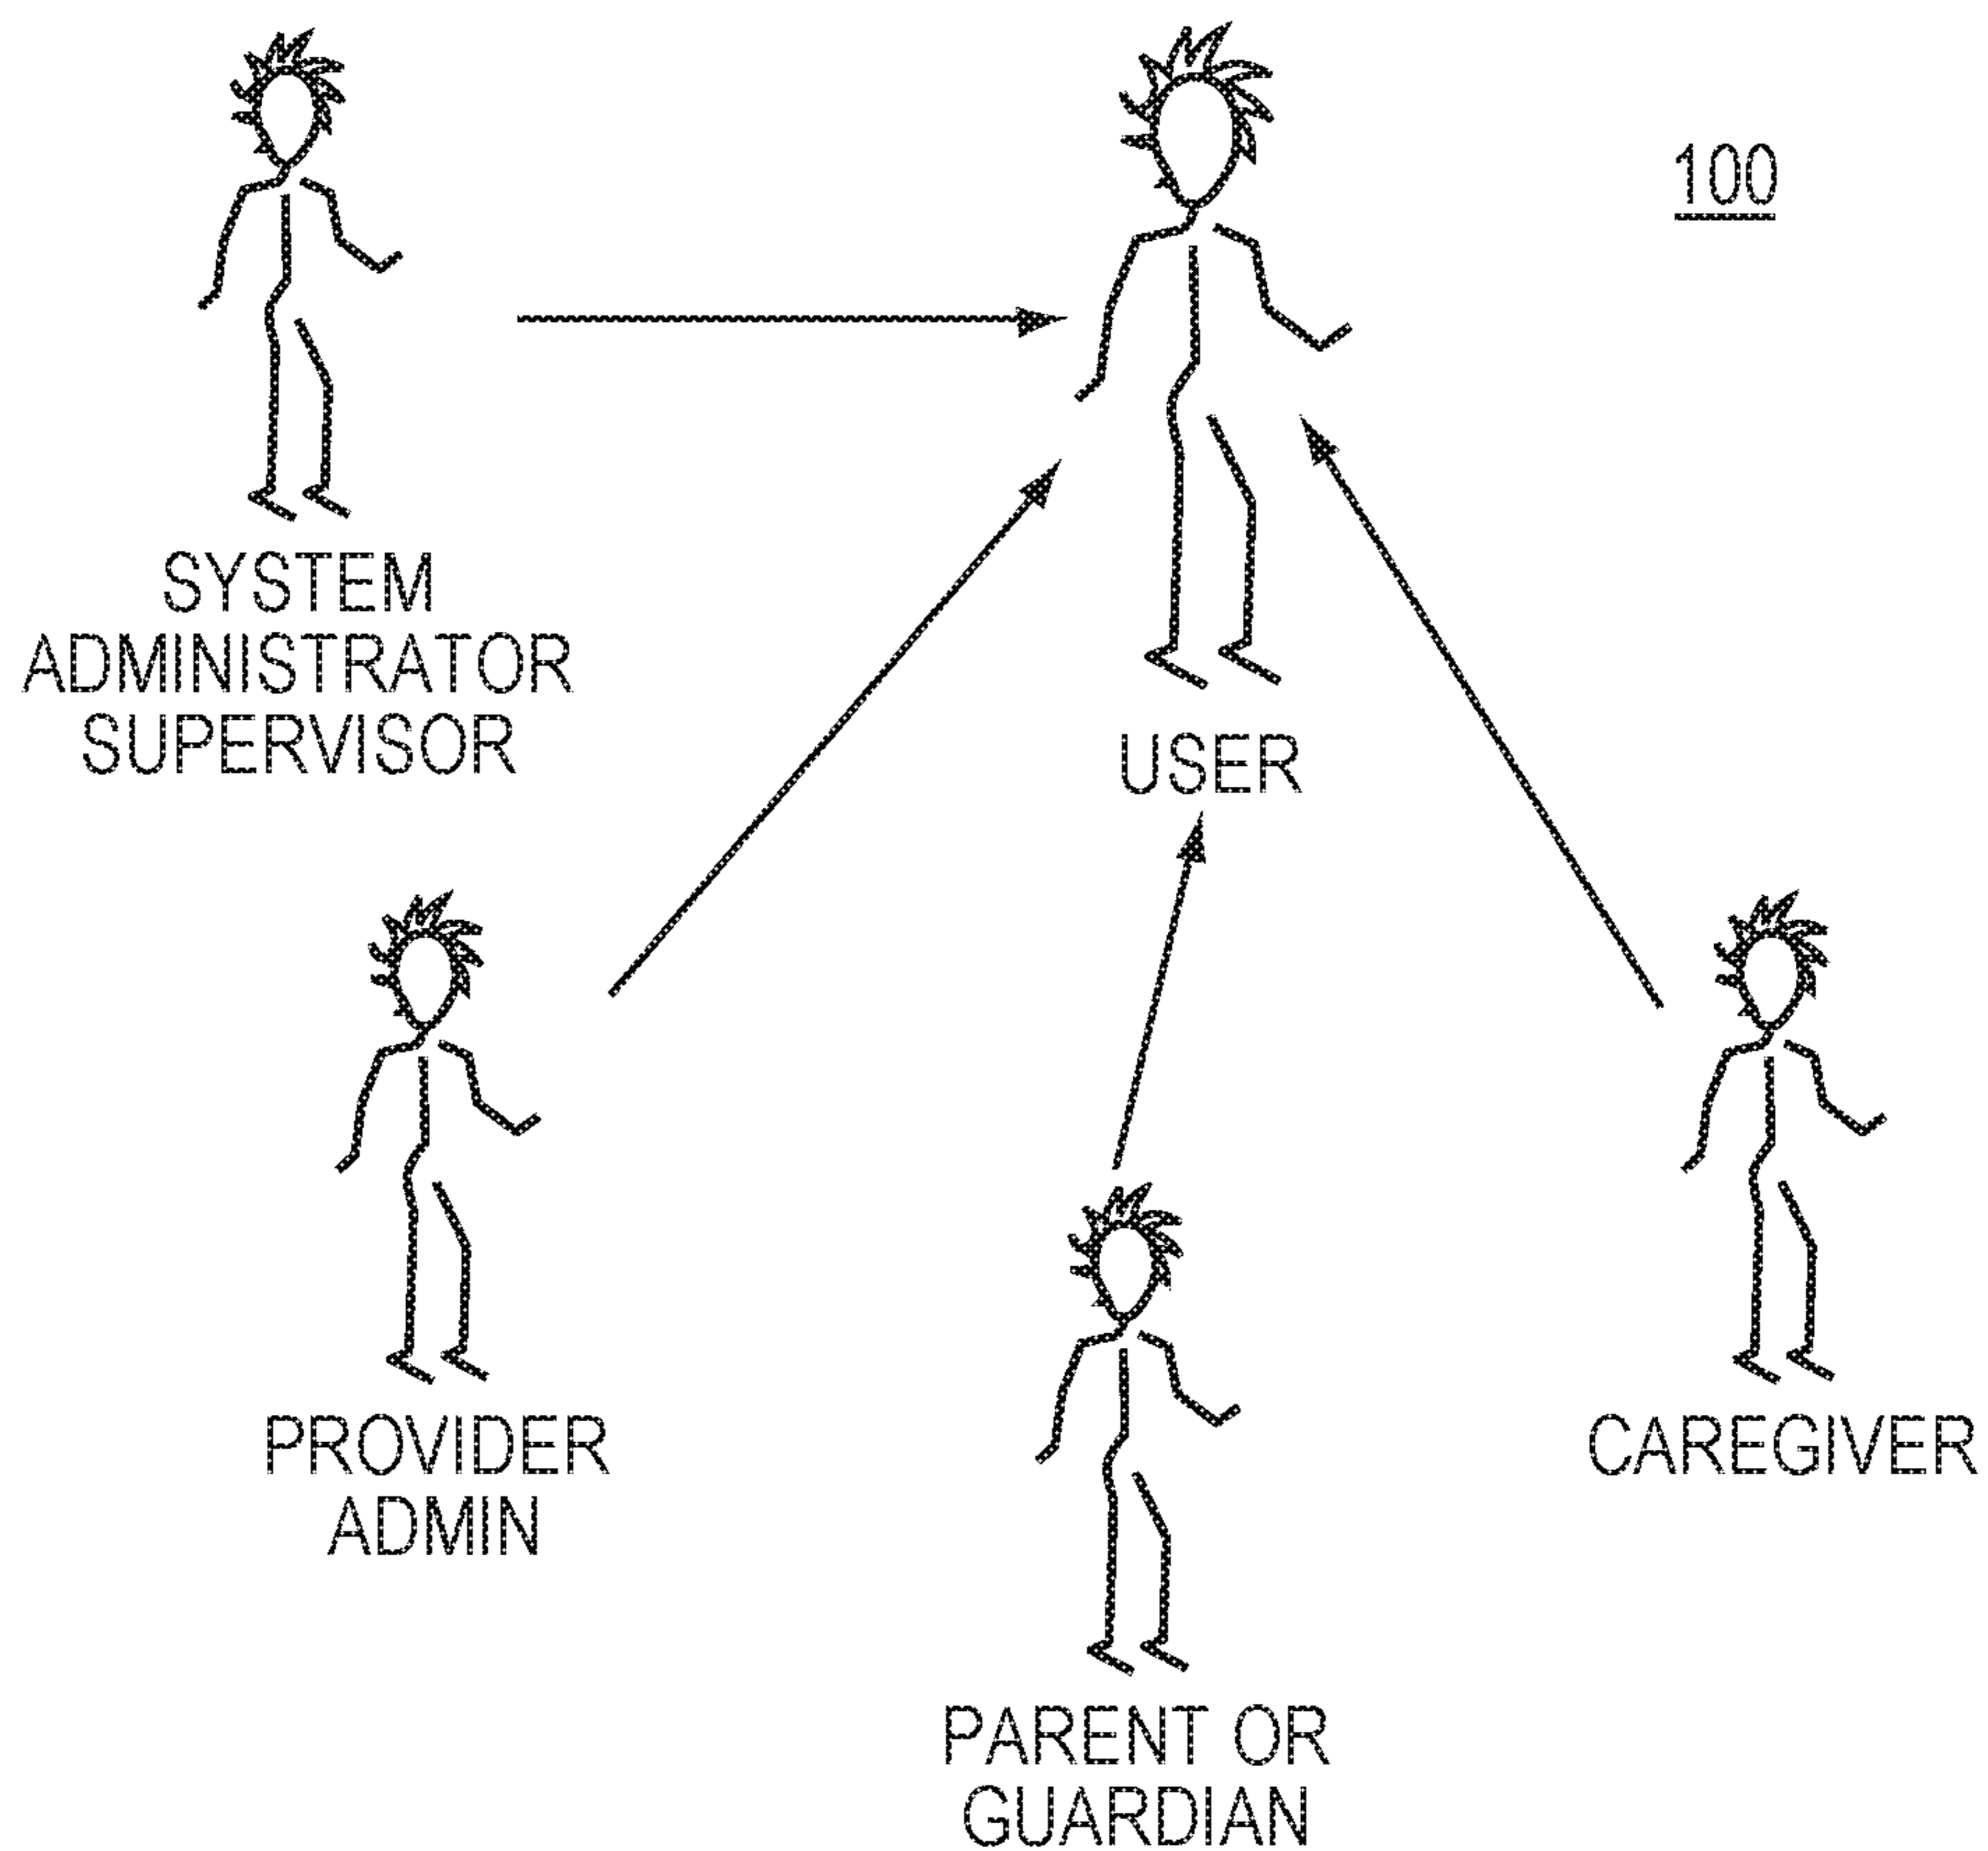 100
SYSTEM
ADMINISTRATOR
SUPERVISOR
USER
PROVIDER
ADMIN
CAREGIVER
PARENT OR
GUARDIAN